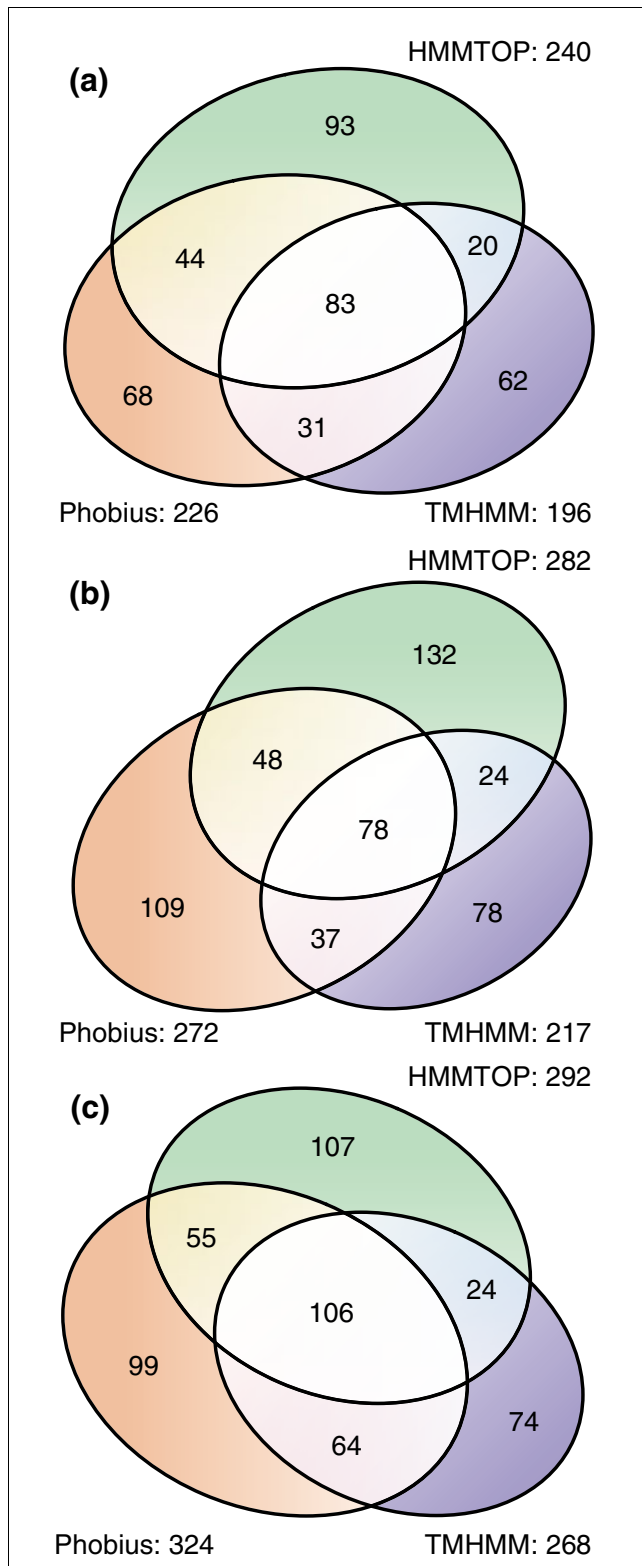 HMMTOP: 240
(a)
93
20
44
83
62
68
31
Phobius: 226
TMHMM: 196
HMMTOP: 282
(b)
132
48
24
78
109
78
37
Phobius: 272
TMHMM: 217
HMMTOP: 292
(c)
107
55
24
106
99
74
64
Phobius: 324
TMHMM: 268